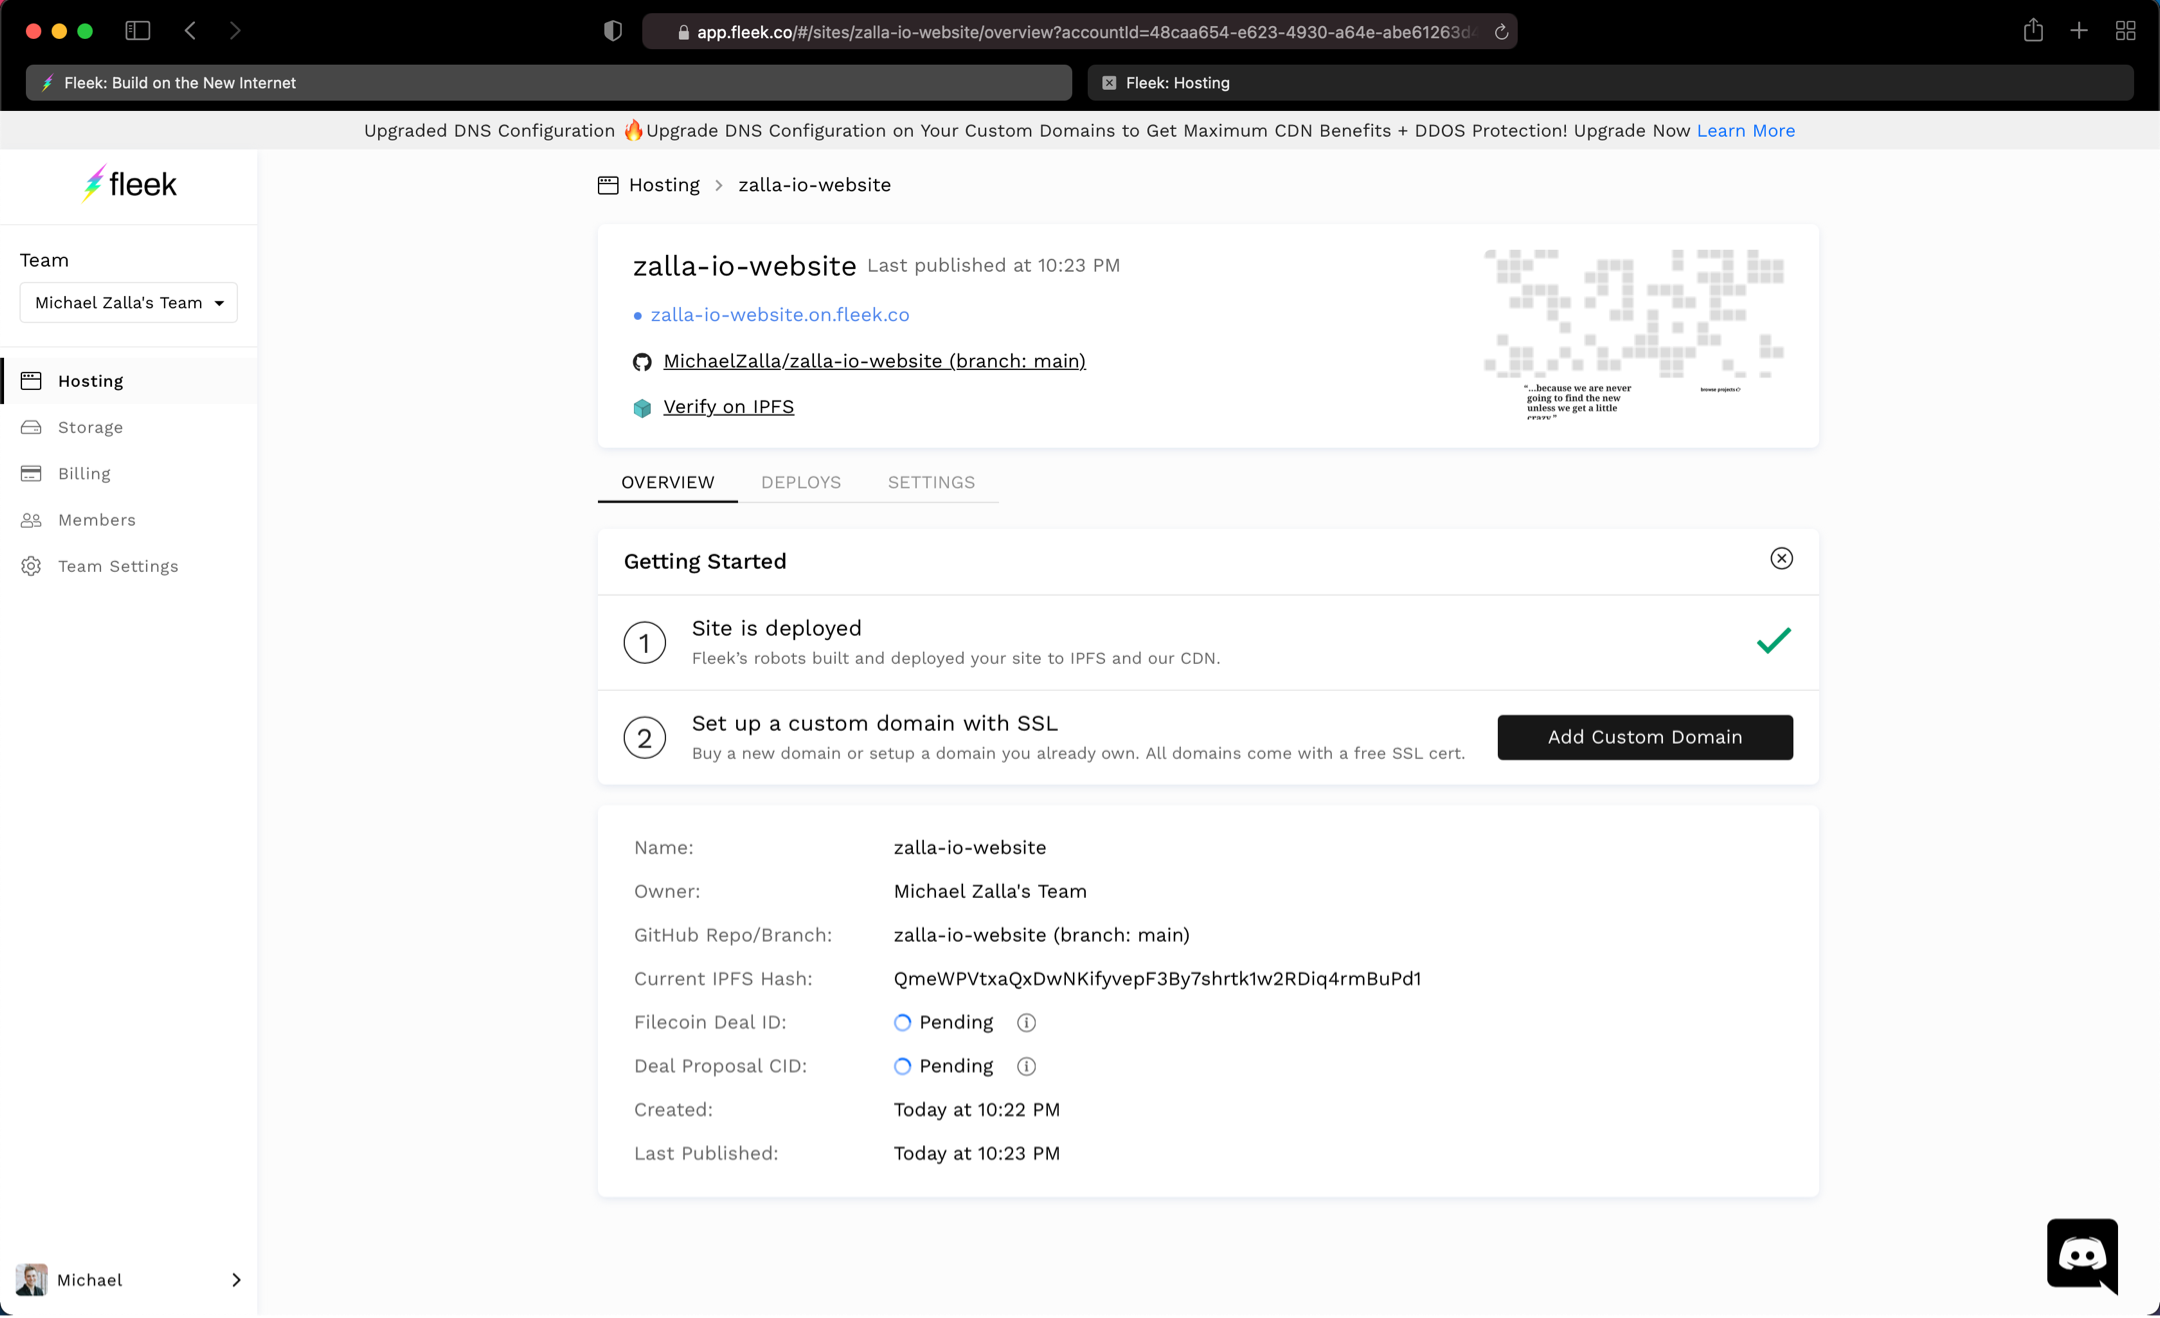 app.fleek.co/#/sites/zalla-io-website/overview?accountId=48caa654-e623-4930-a64e-abe61263d4
Fleek: Build on the New Internet
Fleek: Hosting
Upgraded DNS Configuration 🔥Upgrade DNS Configuration on Your Custom Domains to Get Maximum CDN Benefits + DDOS Protection! Upgrade Now Learn More
fleek
Team
Michael Zalla's Team
Hosting
Storage
Billing
Members
Team Settings
Michael
Hosting > zalla-io-website
zalla-io-website Last published at 10:23 PM
zalla-io-website.on.fleek.co
MichaelZalla/zalla-io-website (branch: main)
Verify on IPFS
"...because we are never
going to find the new
unless we get a little
crazy."
browse projects
OVERVIEW DEPLOYS SETTINGS
Getting Started
1 Site is deployed
Fleek’s robots built and deployed your site to IPFS and our CDN.
2 Set up a custom domain with SSL
Buy a new domain or setup a domain you already own. All domains come with a free SSL cert.
Add Custom Domain
Name: zalla-io-website
Owner: Michael Zalla's Team
GitHub Repo/Branch: zalla-io-website (branch: main)
Current IPFS Hash: QmeWPVtxaQxDwNKifyvepF3By7shrtk1w2RDiq4rmBuPd1
Filecoin Deal ID: Pending
Deal Proposal CID: Pending
Created: Today at 10:22 PM
Last Published: Today at 10:23 PM